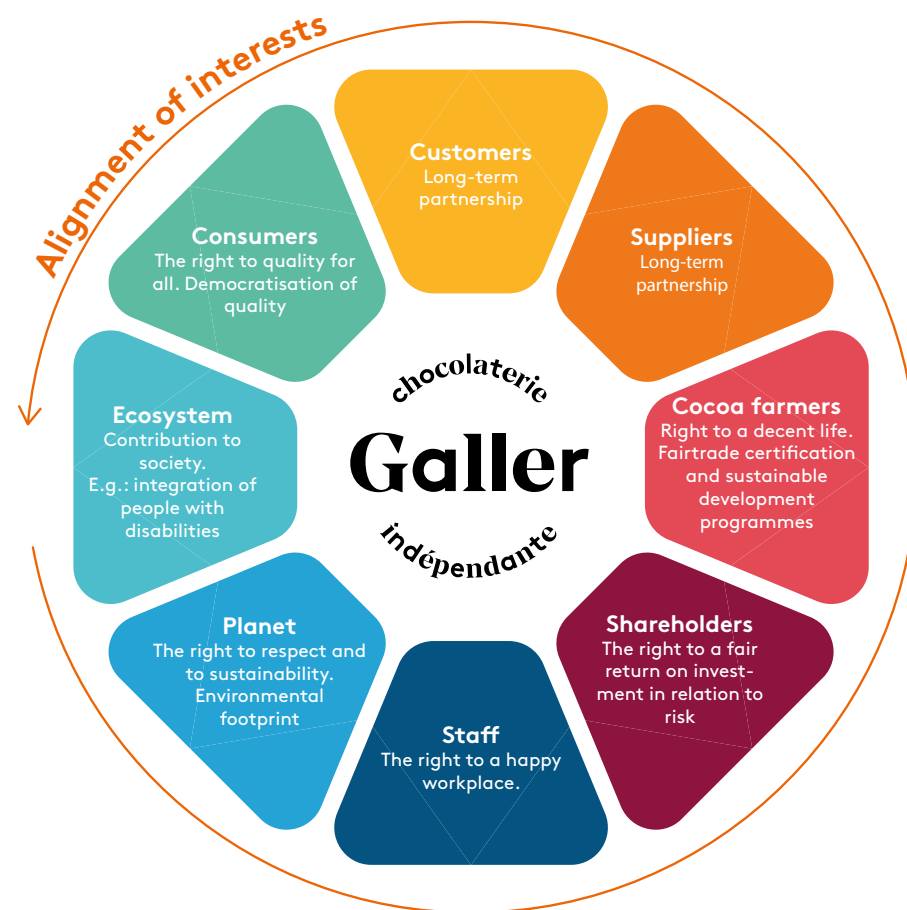 Alignment of interests
Customers
Long-term
partnership
Suppliers
Long-term
partnership
Consumers
The right to quality for
all. Democratisation of
quality
chocolaterie
Galler
indépendante
Cocoa farmers
Right to a decent life.
Fairtrade certification
and sustainable
development
programmes
Ecosystem
Contribution to
society.
E.g.: integration of
people with
disabilities
Shareholders
The right to a fair
return on invest-
ment in relation to
risk
Planet
The right to respect and
to sustainability.
Environmental
footprint
Staff
The right to a happy
workplace.